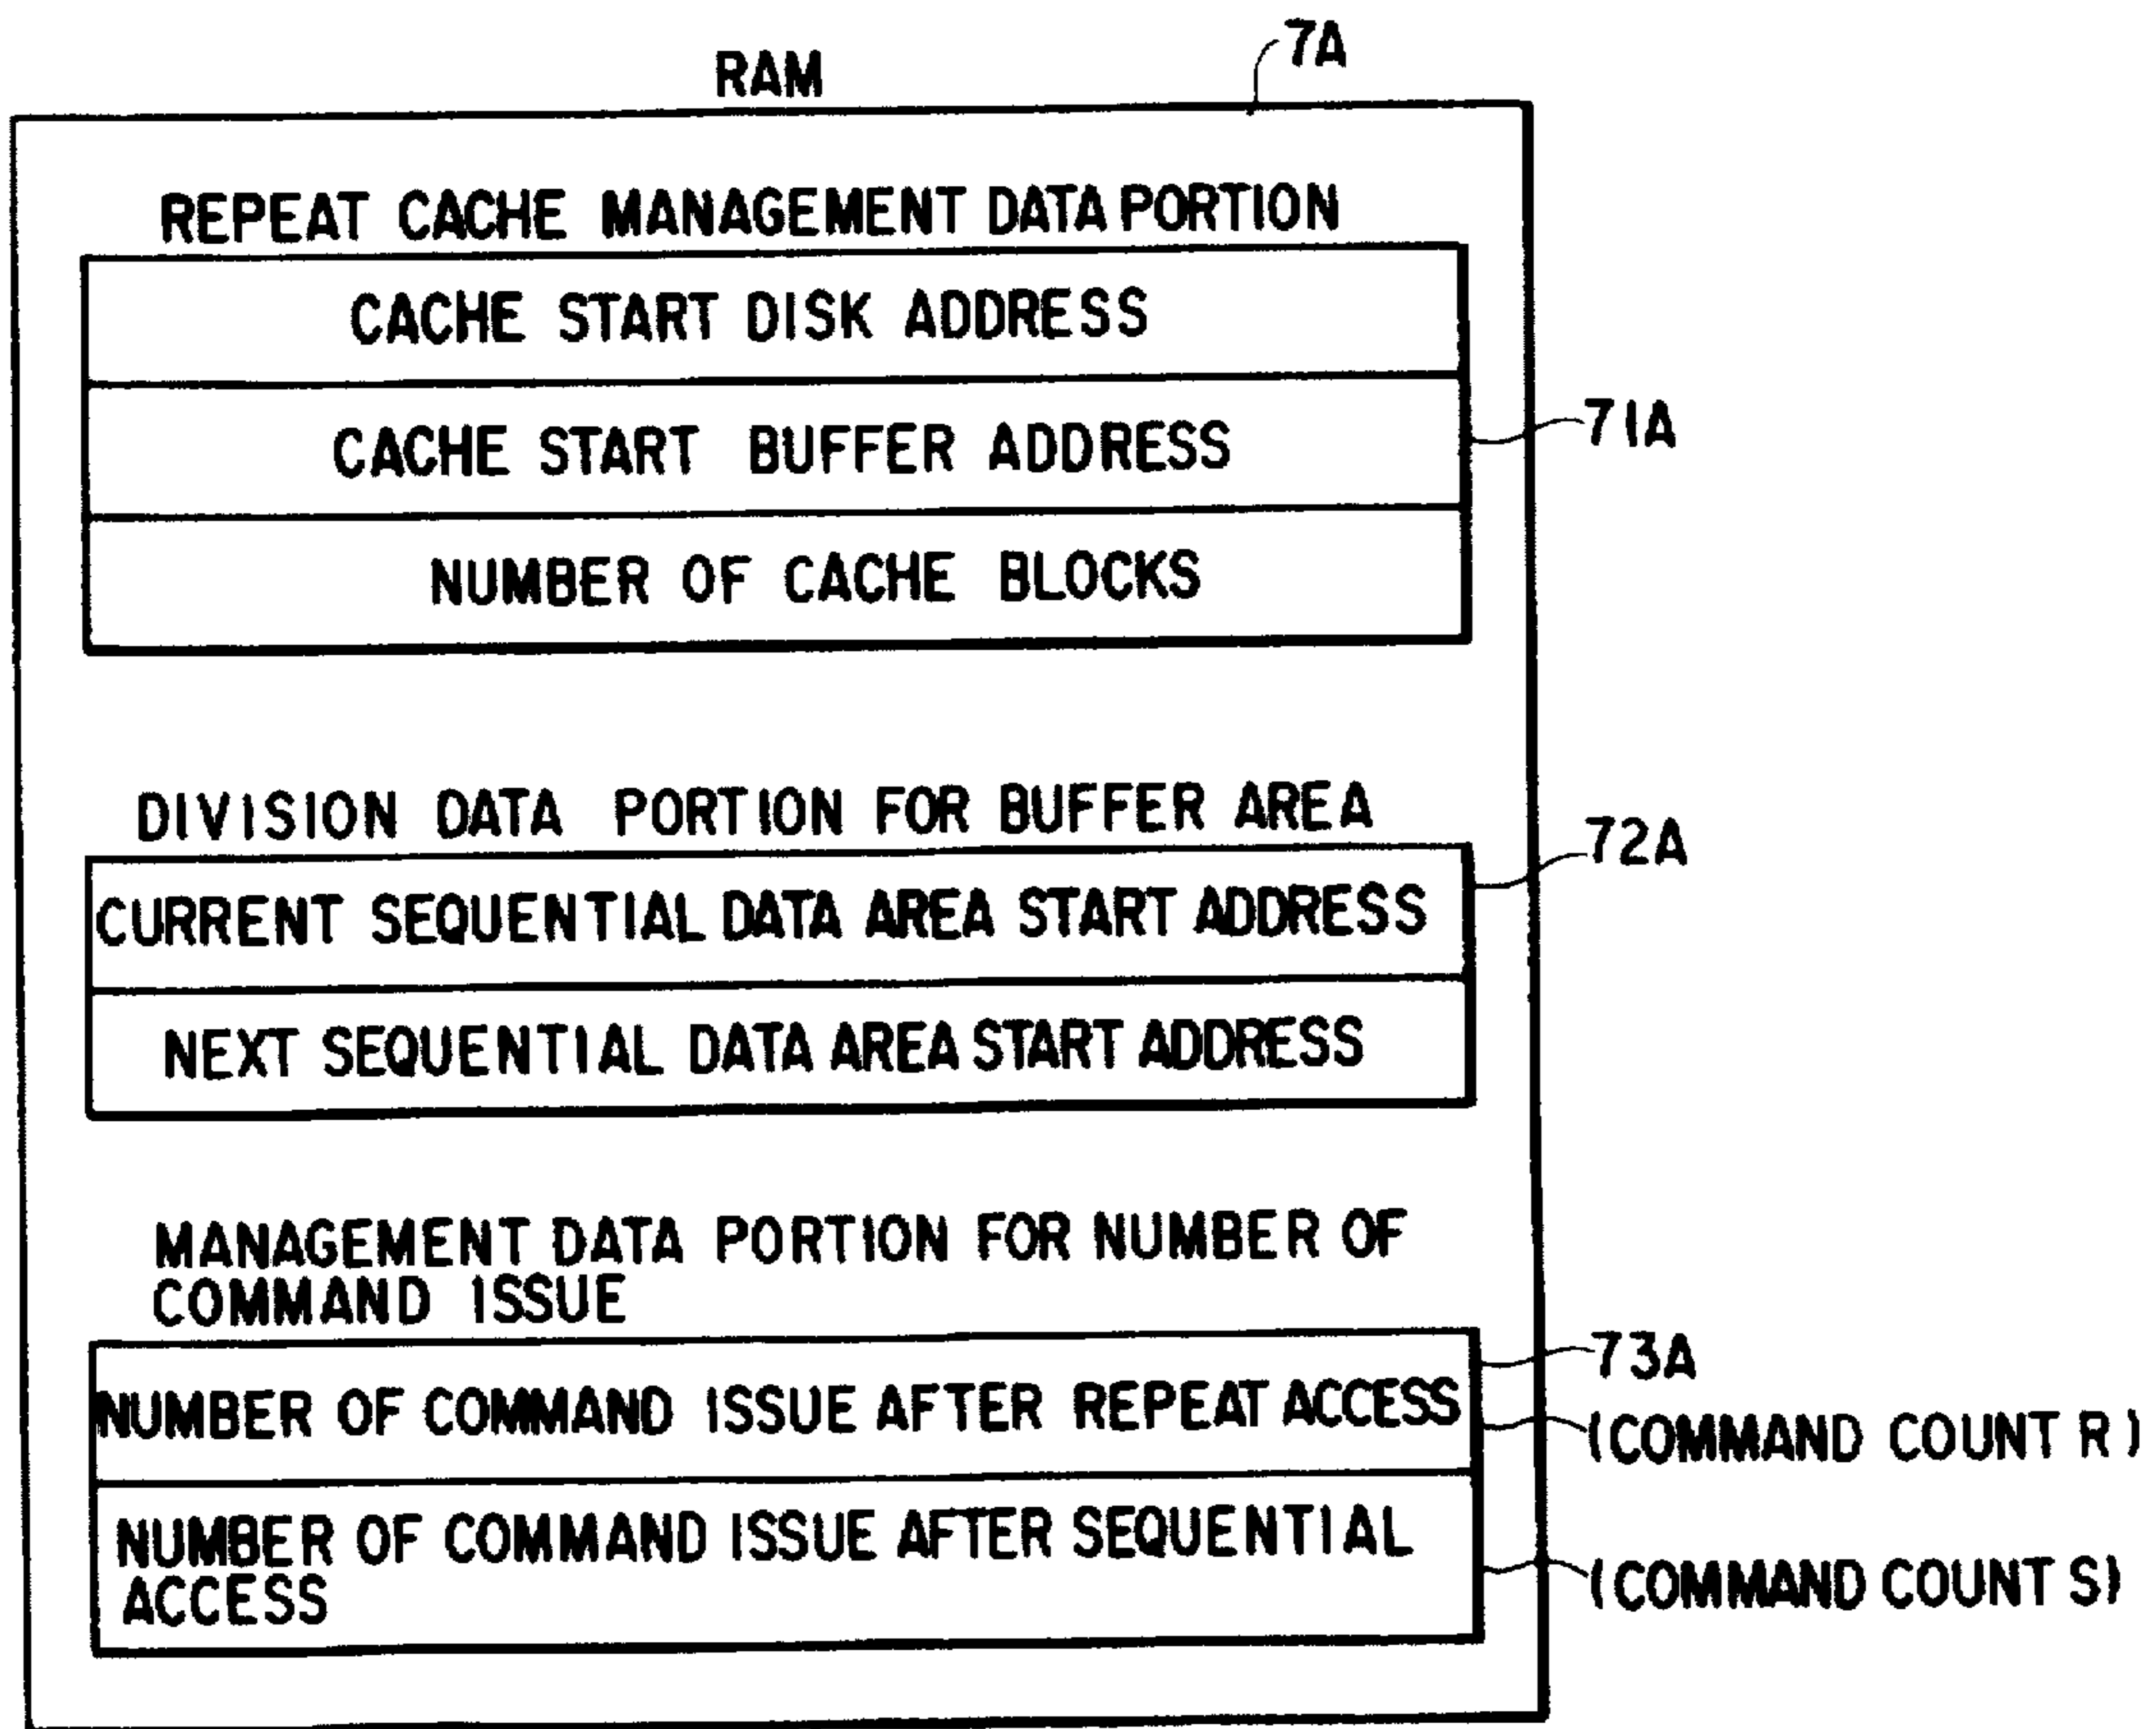 7A
RAM
REPEAT CACHE MANAGEMENT DATA PORTION
CACHE START DISK ADDRESS
CACHE START BUFFER ADDRESS
71A
NUMBER OF CACHE BLOCKS
DIVISION DATA PORTION FOR BUFFER AREA
72A
CURRENT SEQUENTIAL DATA AREA START ADDRESS
NEXT SEQUENTIAL DATA AREA START ADDRESS
MANAGEMENT DATA PORTION FOR NUMBER OF
COMMAND ISSUE
73A
NUMBER OF COMMAND ISSUE AFTER REPEAT ACCESS
(COMMAND COUNT R)
NUMBER OF COMMAND ISSUE AFTER SEQUENTIAL
ACCESS
(COMMAND COUNT S)